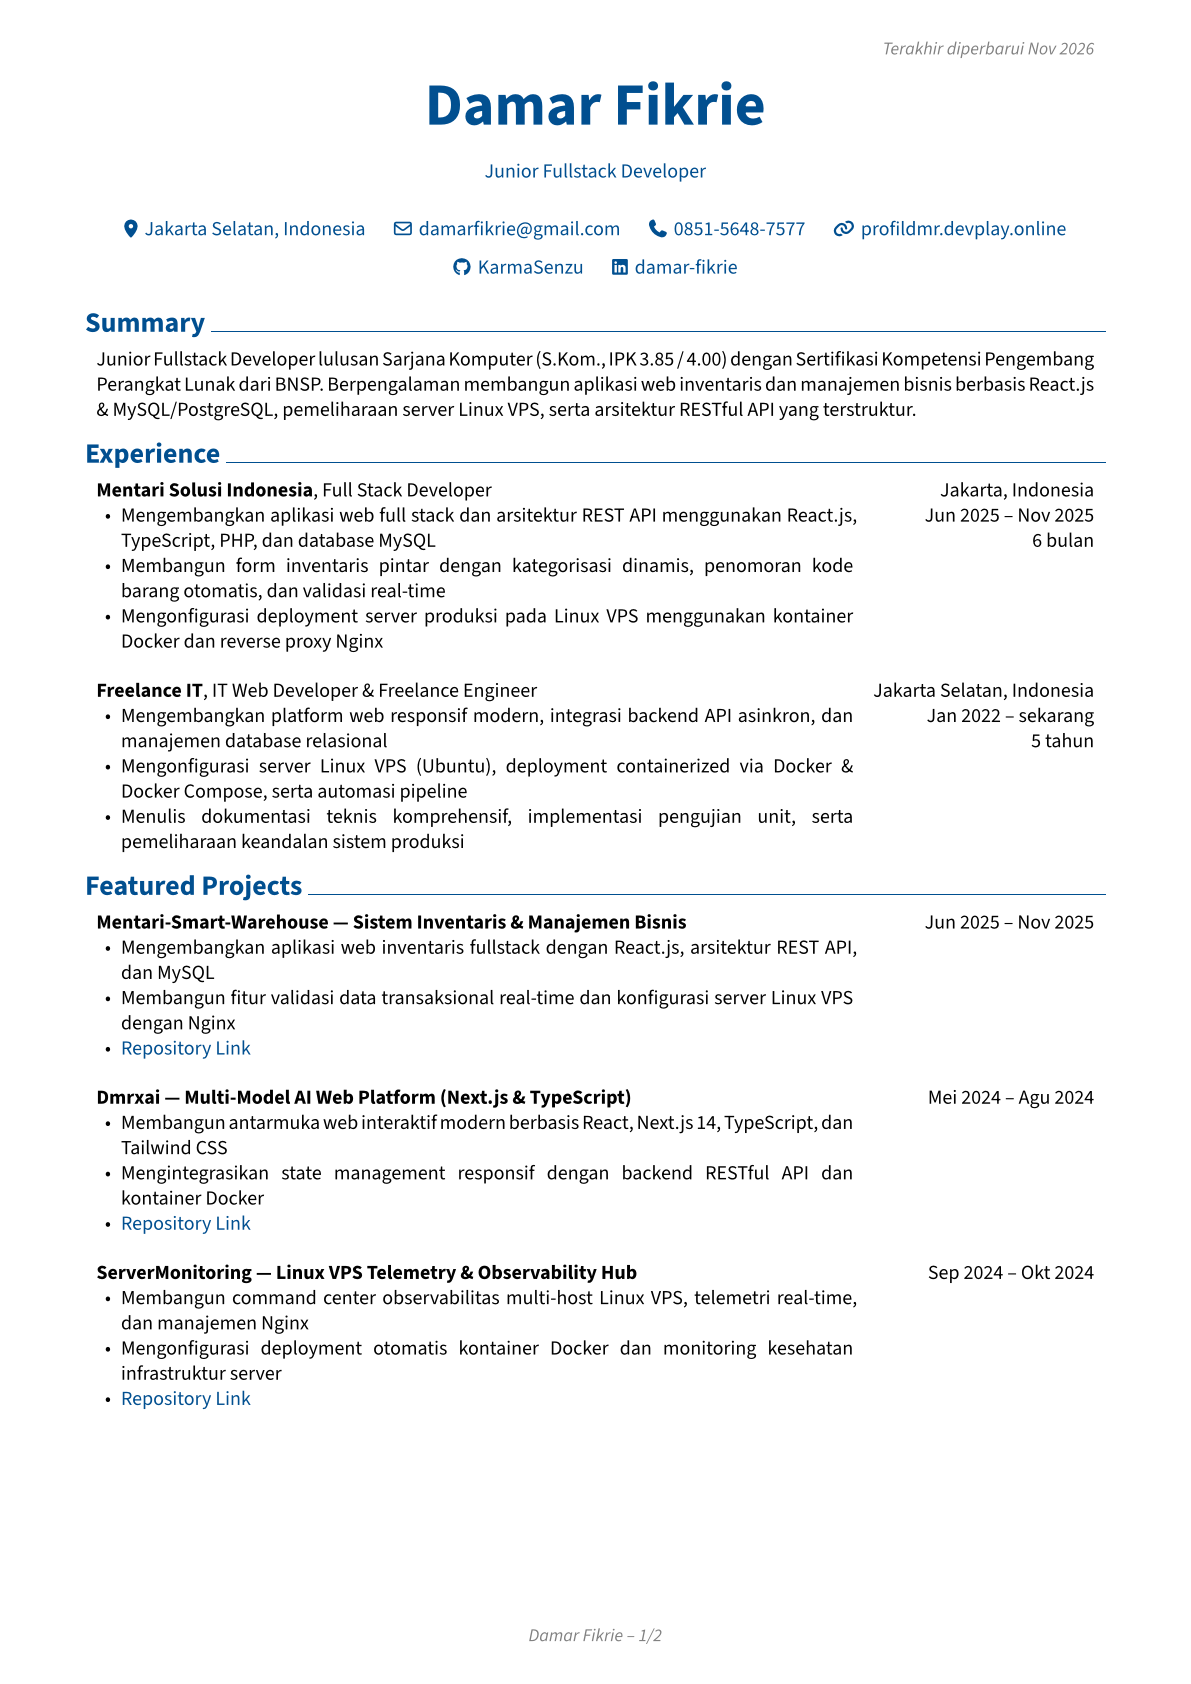 Terakhir diperbarui Nov 2026
Damar Fikrie
Junior Fullstack Developer
Jakarta Selatan, Indonesia damarfikrie@gmail.com 0851-5648-7577 profildmr.devplay.online
KarmaSenzu damar-fikrie
Summary
Junior Fullstack Developer lulusan Sarjana Komputer (S.Kom., IPK 3.85 / 4.00) dengan Sertifikasi Kompetensi Pengembang
Perangkat Lunak dari BNSP. Berpengalaman membangun aplikasi web inventaris dan manajemen bisnis berbasis React.js
& MySQL/PostgreSQL, pemeliharaan server Linux VPS, serta arsitektur RESTful API yang terstruktur.
Experience
Mentari Solusi Indonesia, Full Stack Developer Jakarta, Indonesia
• Mengembangkan aplikasi web full stack dan arsitektur REST API menggunakan React.js, Jun 2025 – Nov 2025
TypeScript, PHP, dan database MySQL 6 bulan
• Membangun form inventaris pintar dengan kategorisasi dinamis, penomoran kode
barang otomatis, dan validasi real-time
• Mengonfigurasi deployment server produksi pada Linux VPS menggunakan kontainer
Docker dan reverse proxy Nginx
Freelance IT, IT Web Developer & Freelance Engineer Jakarta Selatan, Indonesia
• Mengembangkan platform web responsif modern, integrasi backend API asinkron, dan Jan 2022 – sekarang
manajemen database relasional 5 tahun
• Mengonfigurasi server Linux VPS (Ubuntu), deployment containerized via Docker &
Docker Compose, serta automasi pipeline
• Menulis dokumentasi teknis komprehensif, implementasi pengujian unit, serta
pemeliharaan keandalan sistem produksi
Featured Projects
Mentari-Smart-Warehouse — Sistem Inventaris & Manajemen Bisnis Jun 2025 – Nov 2025
• Mengembangkan aplikasi web inventaris fullstack dengan React.js, arsitektur REST API,
dan MySQL
• Membangun fitur validasi data transaksional real-time dan konfigurasi server Linux VPS
dengan Nginx
• Repository Link
Dmrxai — Multi-Model AI Web Platform (Next.js & TypeScript) Mei 2024 – Agu 2024
• Membangun antarmuka web interaktif modern berbasis React, Next.js 14, TypeScript, dan
Tailwind CSS
• Mengintegrasikan state management responsif dengan backend RESTful API dan
kontainer Docker
• Repository Link
ServerMonitoring — Linux VPS Telemetry & Observability Hub Sep 2024 – Okt 2024
• Membangun command center observabilitas multi-host Linux VPS, telemetri real-time,
dan manajemen Nginx
• Mengonfigurasi deployment otomatis kontainer Docker dan monitoring kesehatan
infrastruktur server
• Repository Link
Damar Fikrie – 1/2